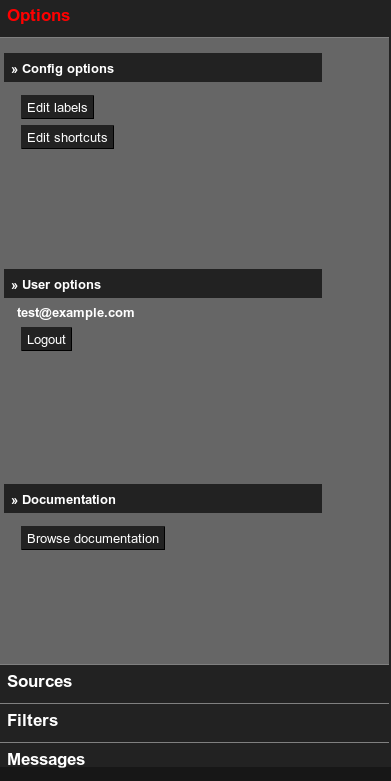 Options
» Config options
Edit labels
Edit shortcuts
» User options
test@example.com
Logout
» Documentation
Browse documentation
Sources
Filters
Messages